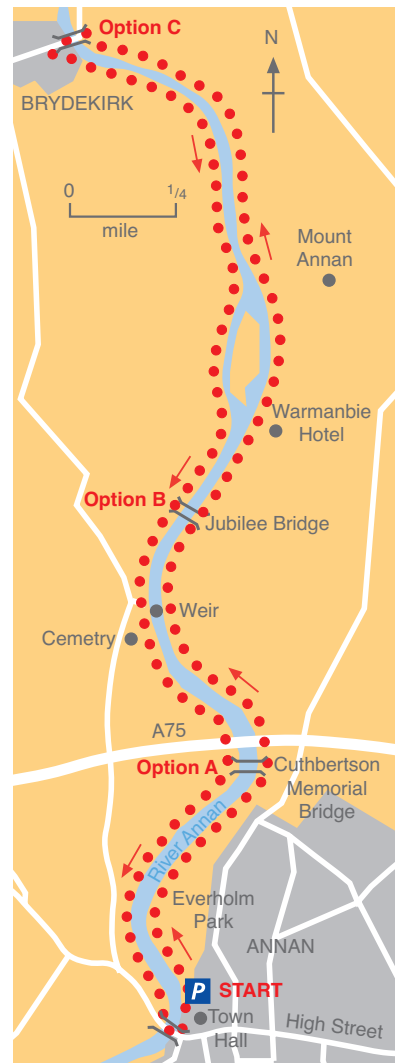 Option C
N
BRYDEKIRK
0 1/4
mile
Mount
Annan
Warmanbie
Hotel
Option B
Jubilee Bridge
Weir
Cemetry
A75
Option A
Cuthbertson
Memorial
Bridge
River Annan
Everholm
Park
ANNAN
P START
Town
Hall
High Street